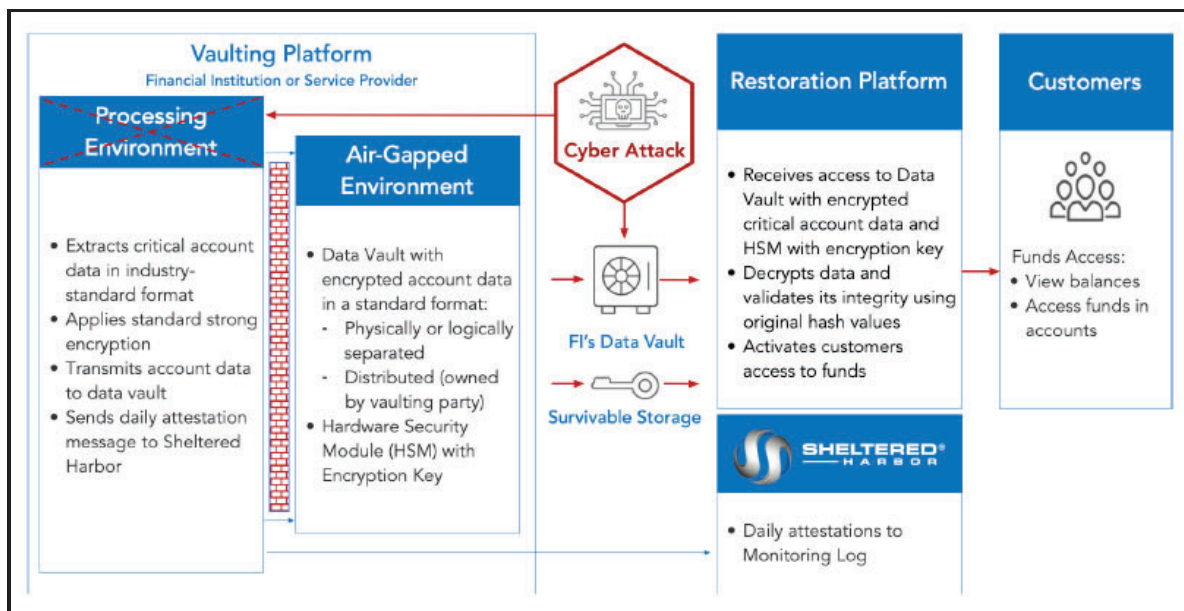 Vaulting Platform
Financial Institution or Service Provider
Processing
Environment
• Extracts critical account
data in industry-
standard format
• Applies standard strong
encryption
• Transmits account data
to data vault
• Sends daily attestation
message to Sheltered
Harbor
Air-Gapped
Environment
• Data Vault with
encrypted account data
in a standard format:
- Physically or logically
separated
- Distributed (owned
by vaulting party)
• Hardware Security
Module (HSM) with
Encryption Key
Cyber Attack
FI's Data Vault
Survivable Storage
Restoration Platform
• Receives access to Data
Vault with encrypted
critical account data and
HSM with encryption key
• Decrypts data and
validates its integrity using
original hash values
• Activates customers
access to funds
SHELTERED®
HARBOR
• Daily attestations to
Monitoring Log
Customers
Funds Access:
• View balances
• Access funds in
accounts